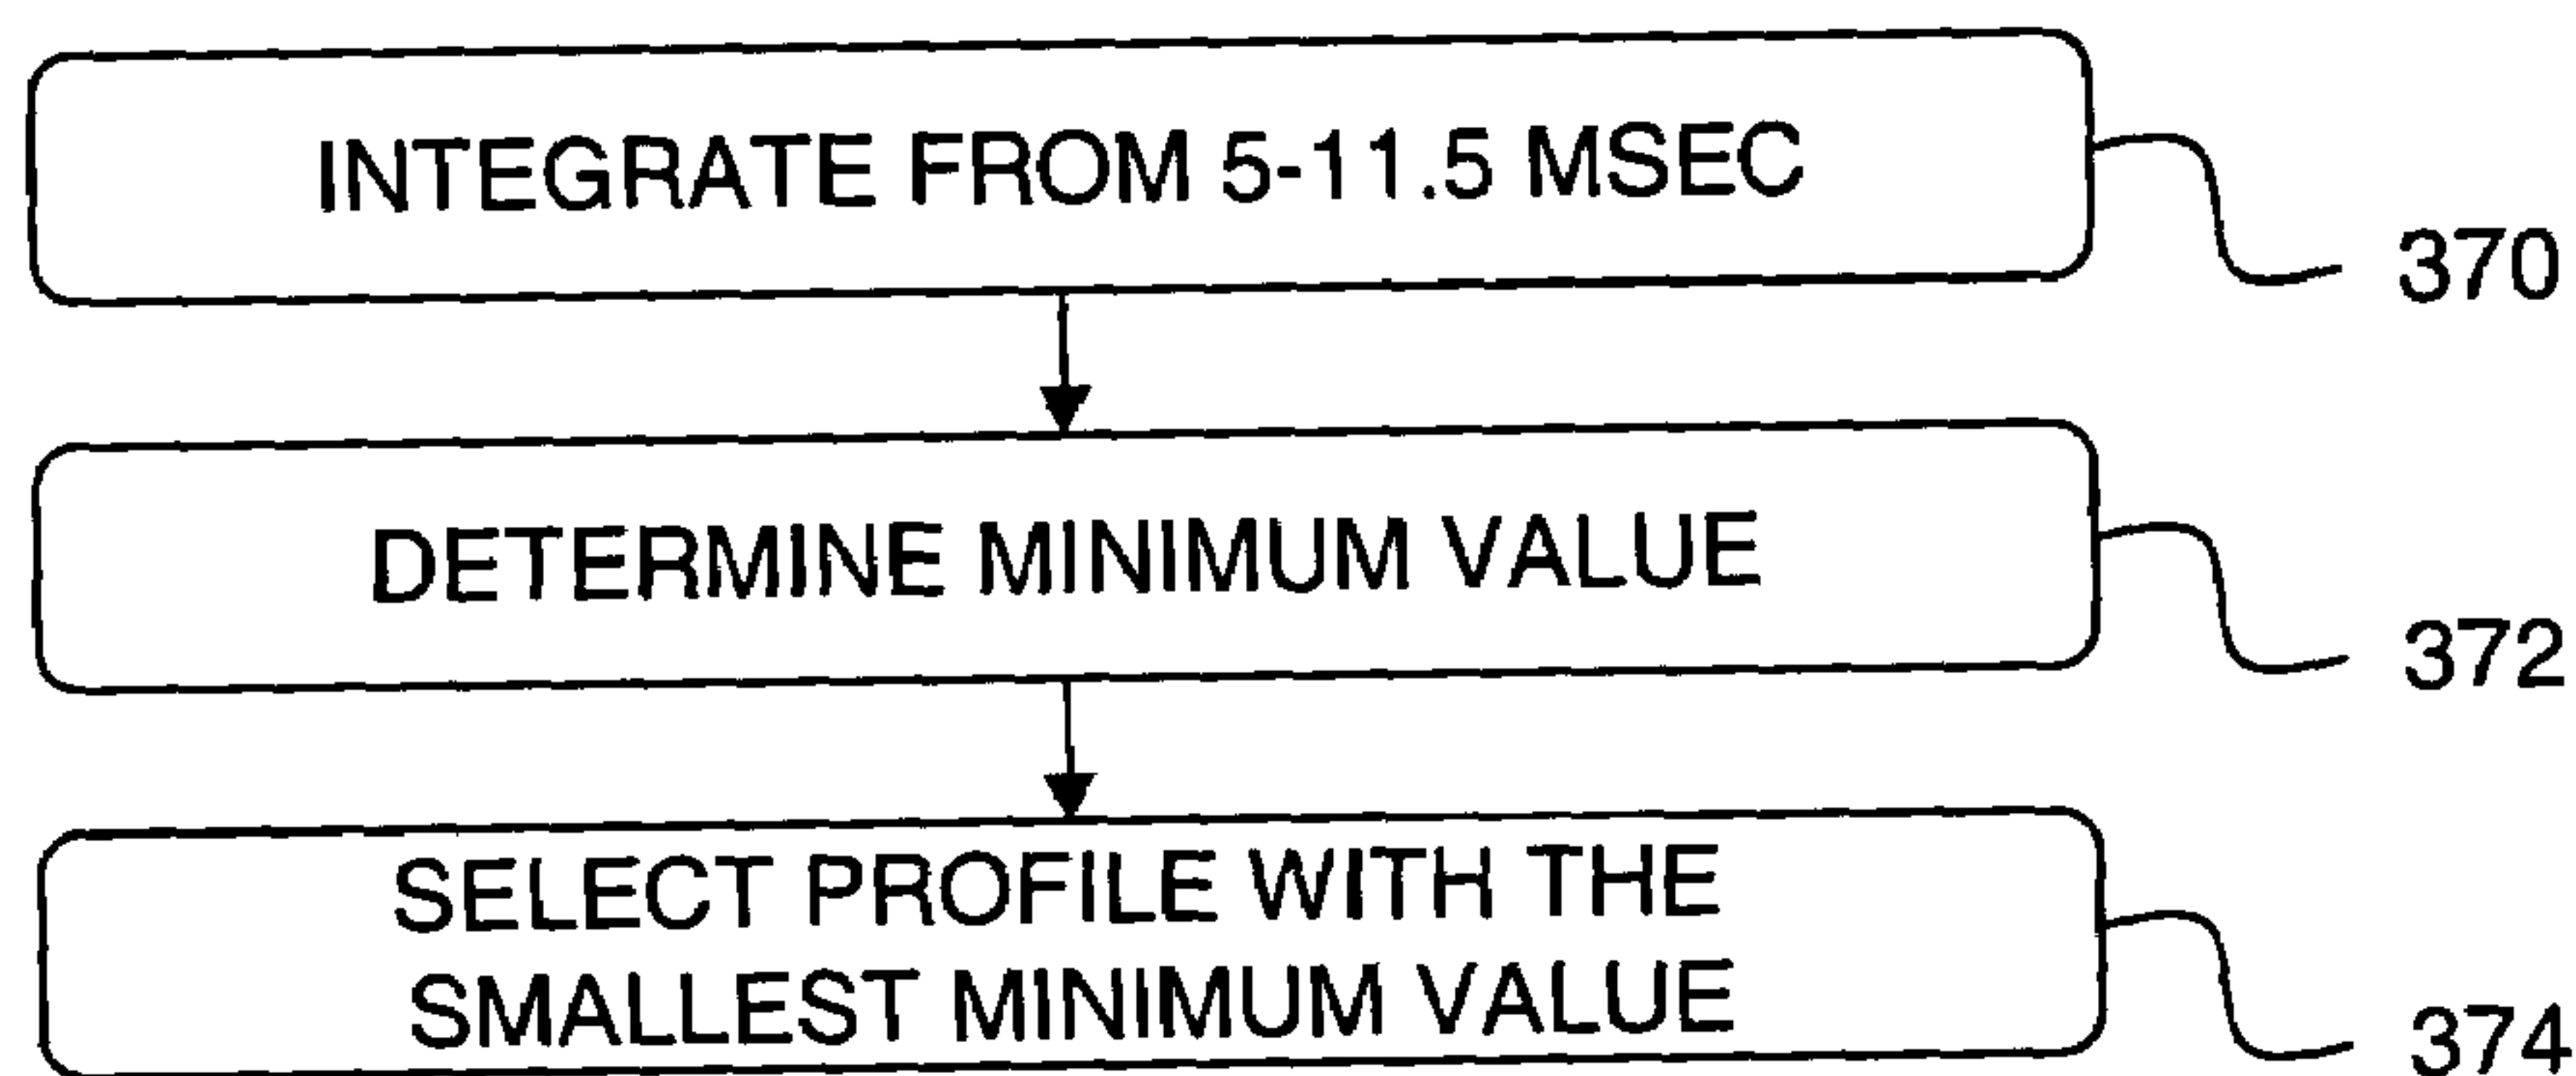 INTEGRATE FROM 5-11.5 MSEC
370
DETERMINE MINIMUM VALUE
372
SELECT PROFILE WITH THE
SMALLEST MINIMUM VALUE
374